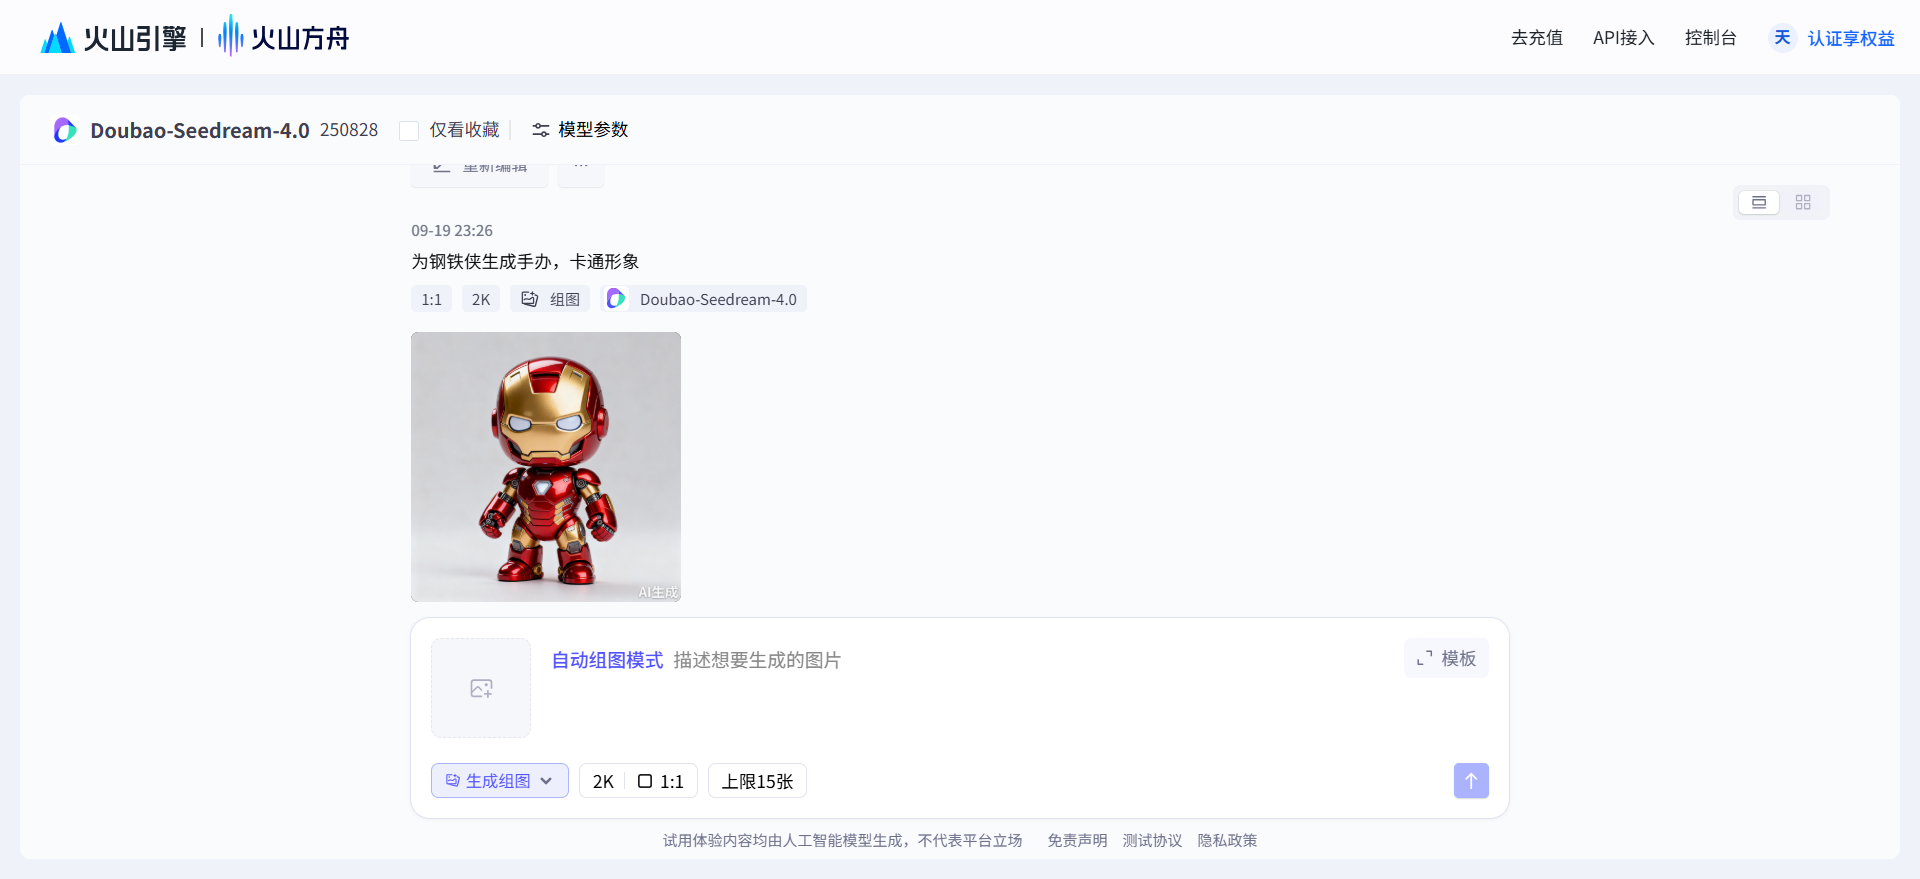 火山引擎 | 火山方舟
去充值 API接入 控制台 天 认证享权益
Doubao-Seedream-4.0 250828 仅看收藏 模型参数
重新编辑 ...
09-19 23:26
为钢铁侠生成手办，卡通形象
1:1 2K 组图 Doubao-Seedream-4.0
AI生成
自动组图模式 描述想要生成的图片
模板
生成组图 2K 1:1 上限15张
试用体验内容均由人工智能模型生成，不代表平台立场 免责声明 测试协议 隐私政策